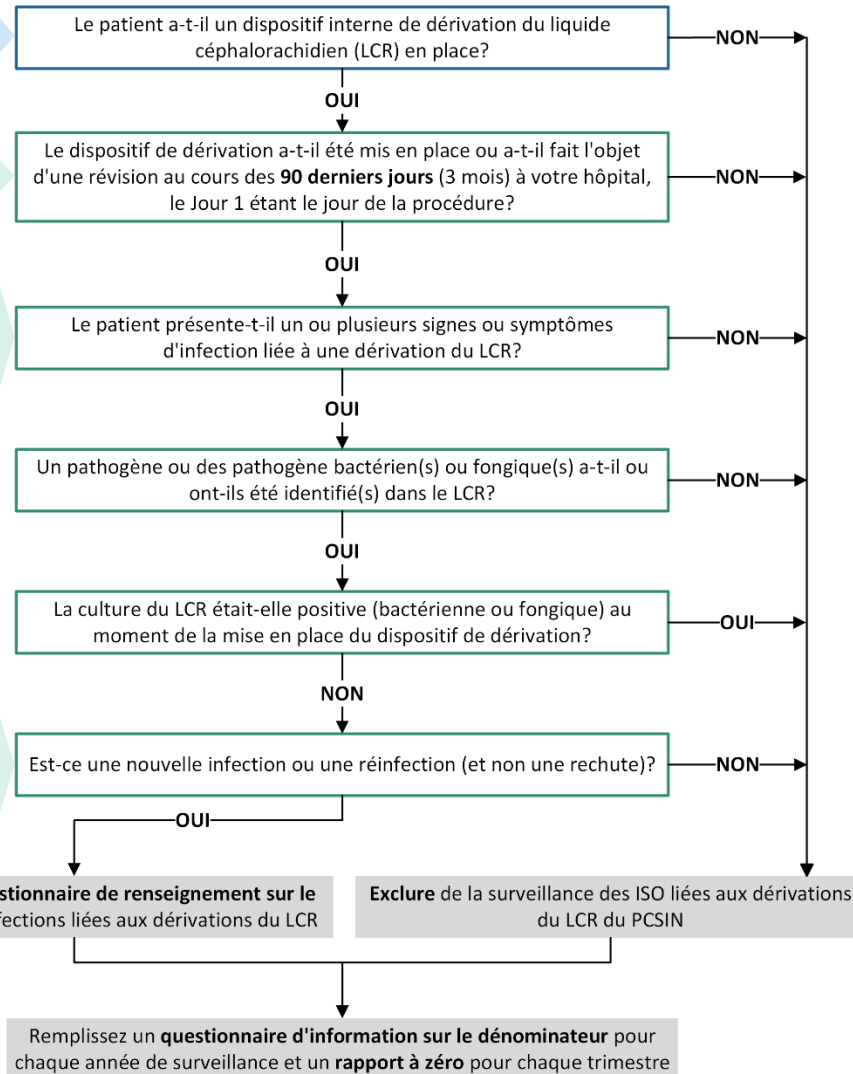 Le patient a-t-il un dispositif interne de dérivation du liquide
céphalorachidien (LCR) en place?
NON
OUI
Le dispositif de dérivation a-t-il été mis en place ou a-t-il fait l'objet
d'une révision au cours des 90 derniers jours (3 mois) à votre hôpital,
le Jour 1 étant le jour de la procédure?
NON
OUI
Le patient présente-t-il un ou plusieurs signes ou symptômes
d'infection liée à une dérivation du LCR?
NON
OUI
Un pathogène ou des pathogène bactérien(s) ou fongique(s) a-t-il ou
ont-ils été identifié(s) dans le LCR?
NON
OUI
La culture du LCR était-elle positive (bactérienne ou fongique) au
moment de la mise en place du dispositif de dérivation?
OUI
NON
Est-ce une nouvelle infection ou une réinfection (et non une rechute)?
NON
OUI
stionnaire de renseignement sur le
fections liées aux dérivations du LCR
Exclure de la surveillance des ISO liées aux dérivations
du LCR du PCSIN
Remplissez un questionnaire d'information sur le dénominateur pour
chaque année de surveillance et un rapport à zéro pour chaque trimestre